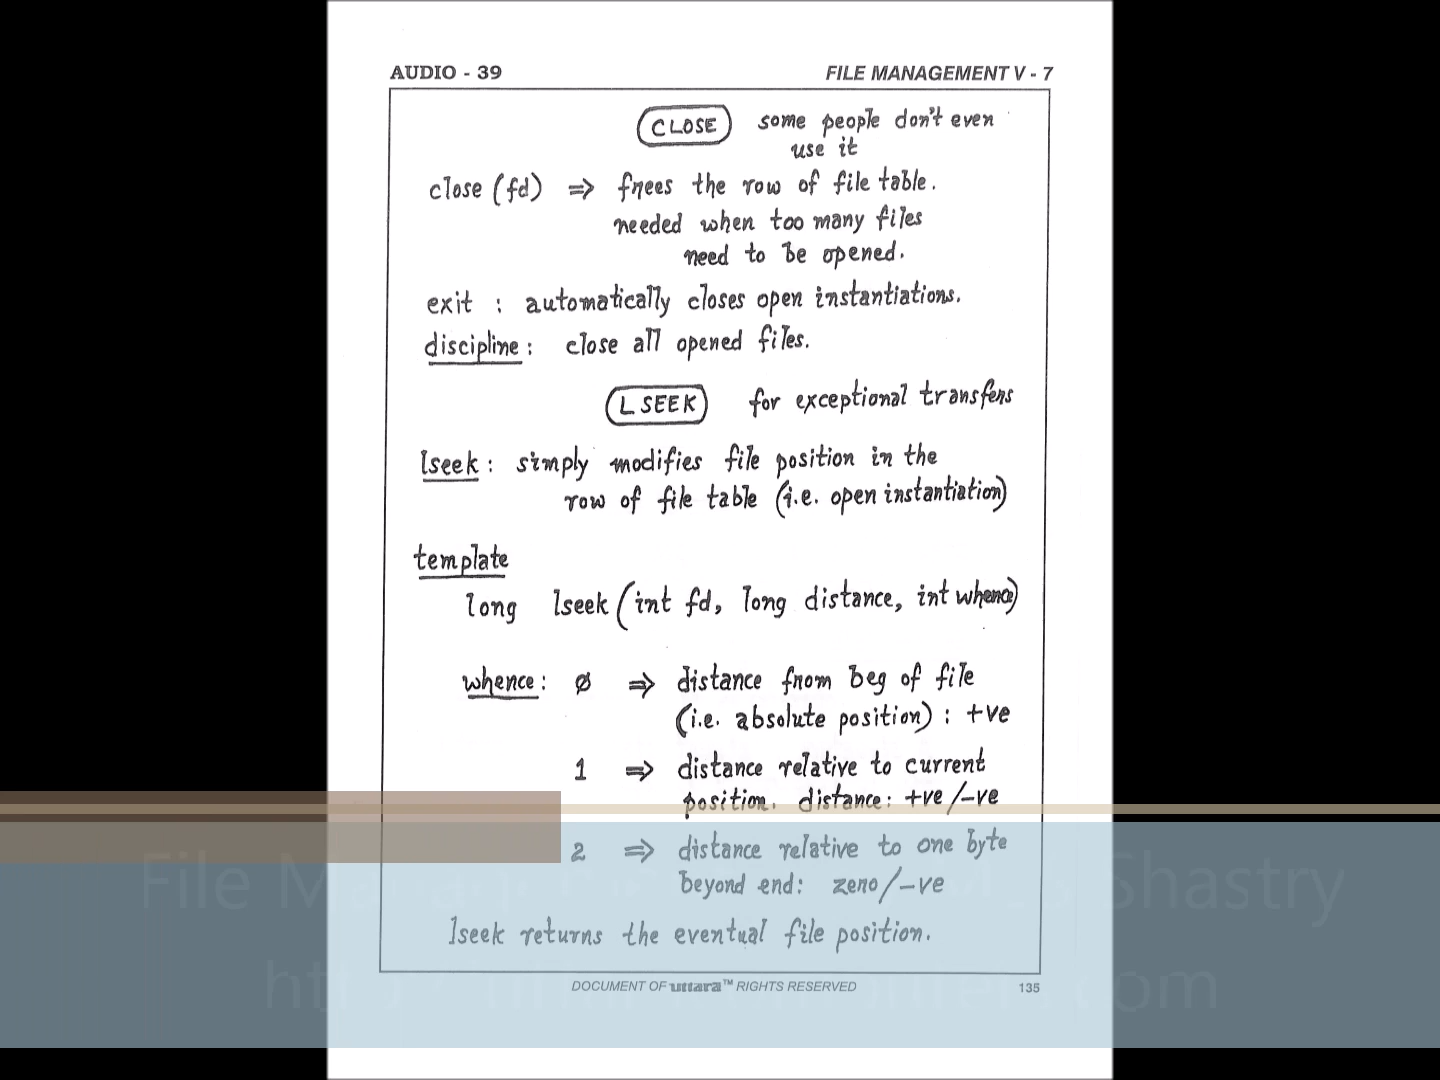 AUDIO - 39
FILE MANAGEMENT V - 7
CLOSE some people don't even
use it
close (fd) ⇒ frees the row of file table.
needed when too many files
need to be opened.
exit : automatically closes open instantiations.
discipline : close all opened files.
LSEEK for exceptional transfers
lseek : simply modifies file position in the
row of file table (i.e. open instantiation)
template
long lseek (int fd, long distance, int whence)
whence : 0 ⇒ distance from beg of file
(i.e. absolute position) : +ve
1 ⇒ distance relative to current
position. distance: +ve/-ve
2 ⇒ distance relative to one byte
beyond end: zero/-ve
lseek returns the eventual file position.
File Shastry
com
DOCUMENT OF uttara™ RIGHTS RESERVED
135